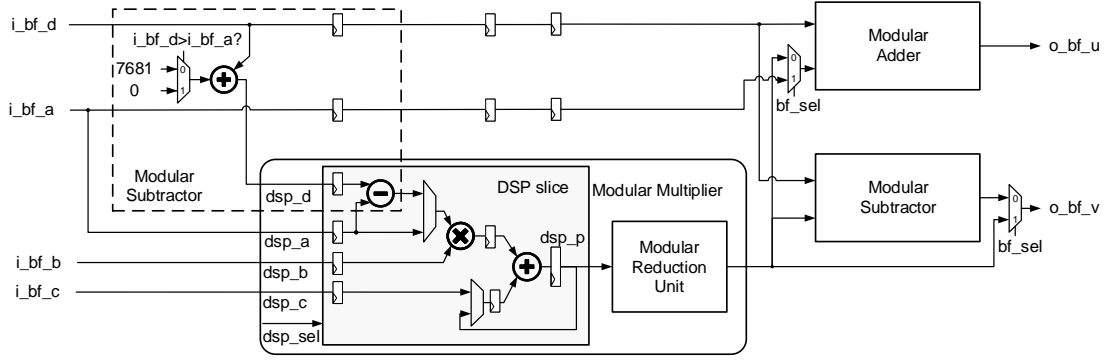 i_bf_d
i_bf_d>i_bf_a?
7681
0
0
1
i_bf_a
Modular
Subtractor
Modular
Adder
o_bf_u
0
1
bf_sel
DSP slice
Modular Multiplier
dsp_d
dsp_a
dsp_p
i_bf_b
dsp_b
i_bf_c
dsp_c
dsp_sel
Modular
Reduction
Unit
Modular
Subtractor
0
1
o_bf_v
bf_sel